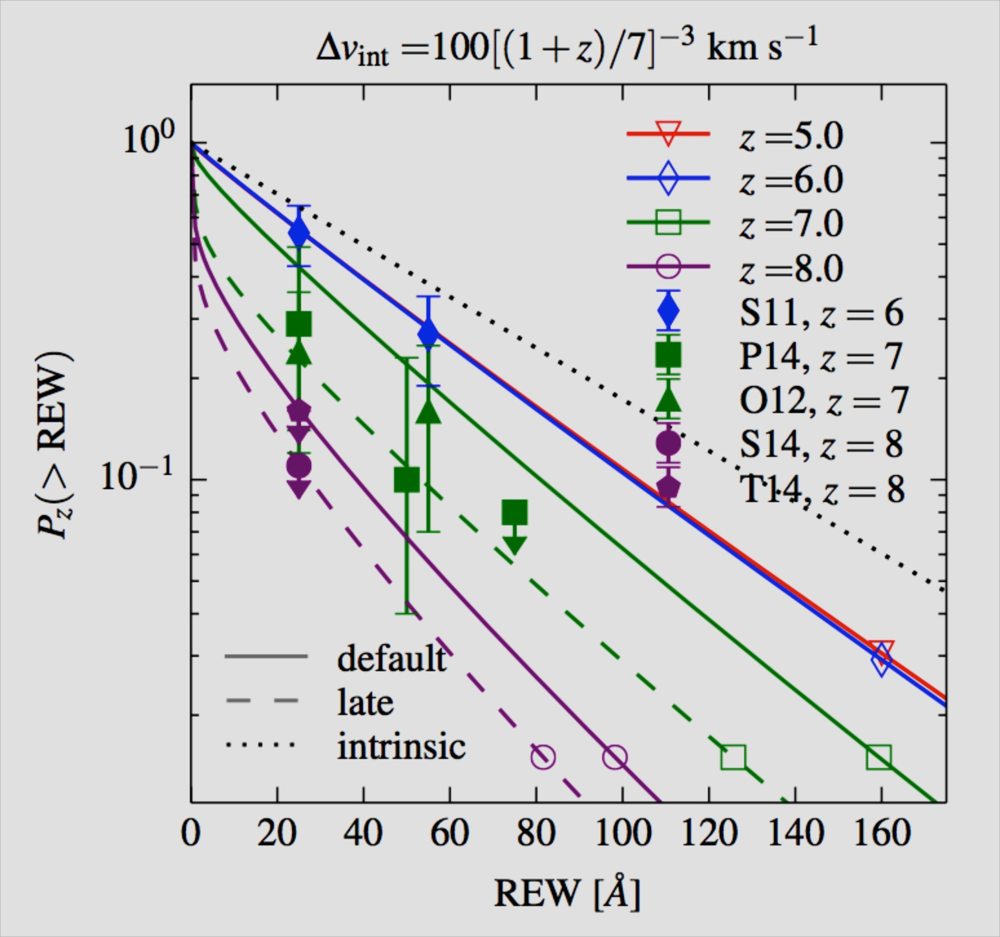 Δv_int =100[(1+z)/7]⁻³ km s⁻¹
10⁰
10⁻¹
P_z(> REW)
z =5.0
z =6.0
z =7.0
z =8.0
S11, z = 6
P14, z = 7
O12, z = 7
S14, z = 8
T14, z = 8
default
late
intrinsic
0 20 40 60 80 100 120 140 160
REW [Å]